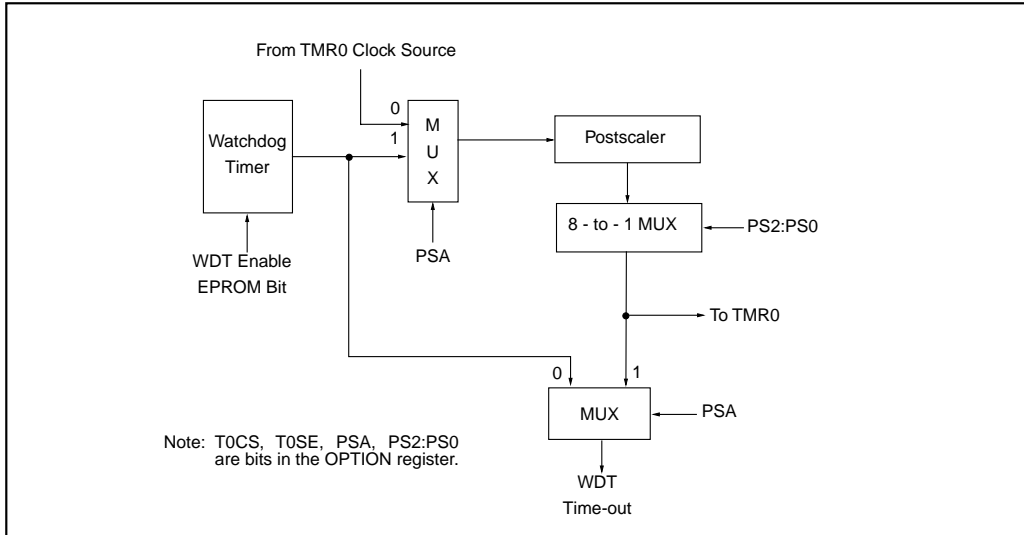 From TMR0 Clock Source
0
1
M
U
X
Watchdog
Timer
Postscaler
8 - to - 1 MUX
PS2:PS0
WDT Enable
EPROM Bit
PSA
To TMR0
0
1
MUX
PSA
Note: T0CS, T0SE, PSA, PS2:PS0
are bits in the OPTION register.
WDT
Time-out